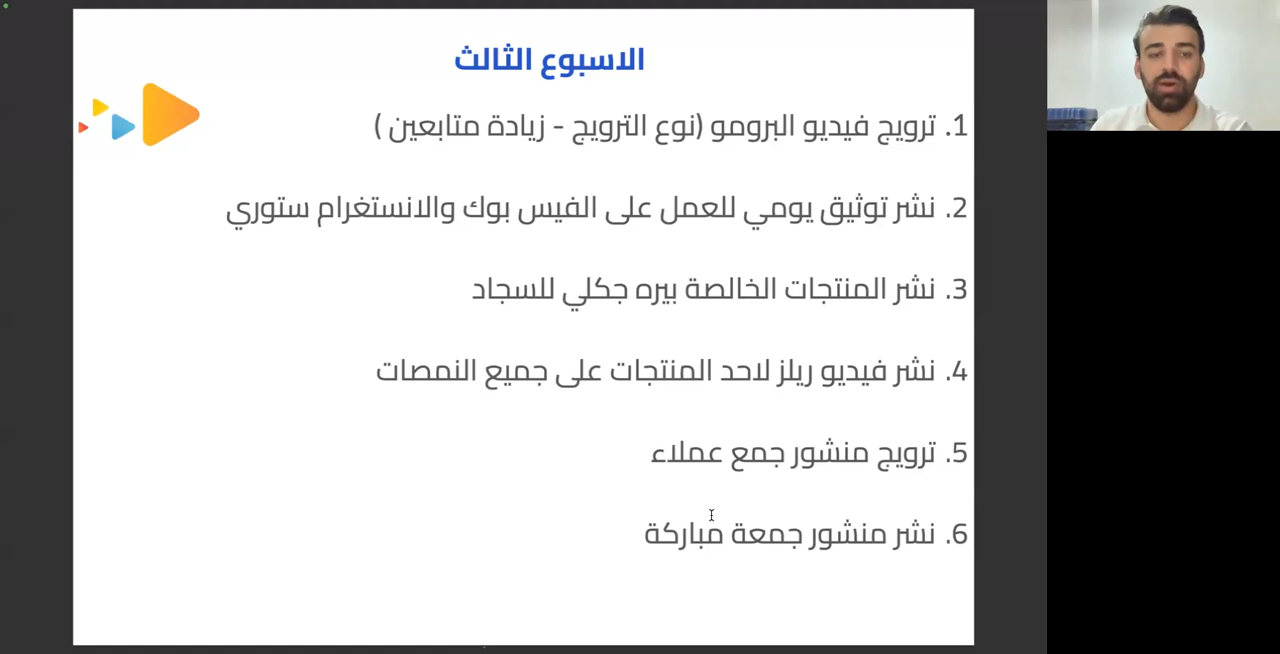 الاسبوع الثالث
1. ترويج فيديو البرومو (نوع الترويج - زيادة متابعين )
2. نشر توثيق يومي للعمل على الفيس بوك والانستغرام ستوري
3. نشر المنتجات الخالصة بيره جكلي للسجاد
4. نشر فيديو ريلز لاحد المنتجات على جميع النمصات
5. ترويج منشور جمع عملاء
6. نشر منشور جمعة مباركة